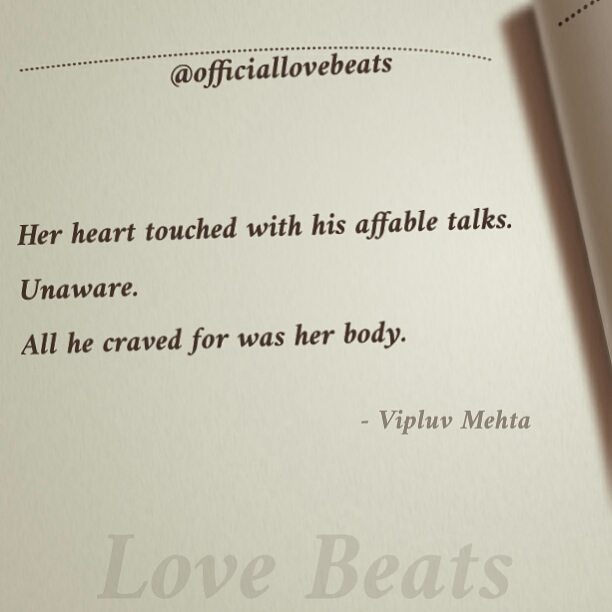 @officiallovebeats
Her heart touched with his affable talks.
Unaware.
All he craved for was her body.
- Vipluv Mehta
Love Beats